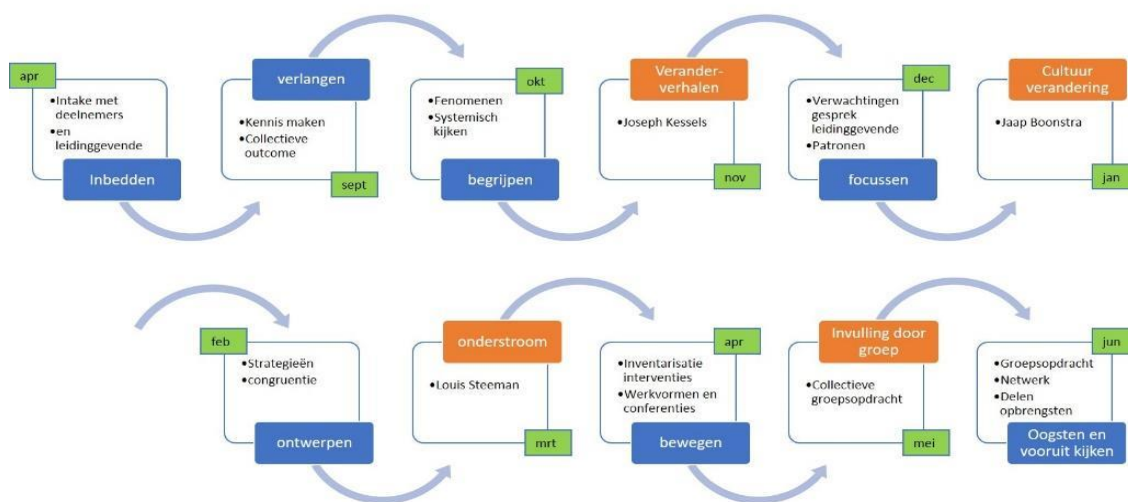 apr
•Intake met
deelnemers
•en
leidinggevende
Inbedden
verlangen
•Kennis maken
•Collectieve
outcome
sept
okt
•Fenomenen
•Systemisch
kijken
begrijpen
Verander-
verhalen
•Joseph Kessels
nov
dec
•Verwachtingen
gesprek
leidinggevende
•Patronen
focussen
Cultuur
verandering
•Jaap Boonstra
jan
feb
•Strategieën
•congruentie
ontwerpen
onderstroom
•Louis Steeman
mrt
apr
•Inventarisatie
interventies
•Werkvormen en
conferenties
bewegen
Invulling door
groep
•Collectieve
groepsopdracht
mei
jun
•Groepsopdracht
•Netwerk
•Delen
opbrengsten
Oogsten en
vooruit kijken